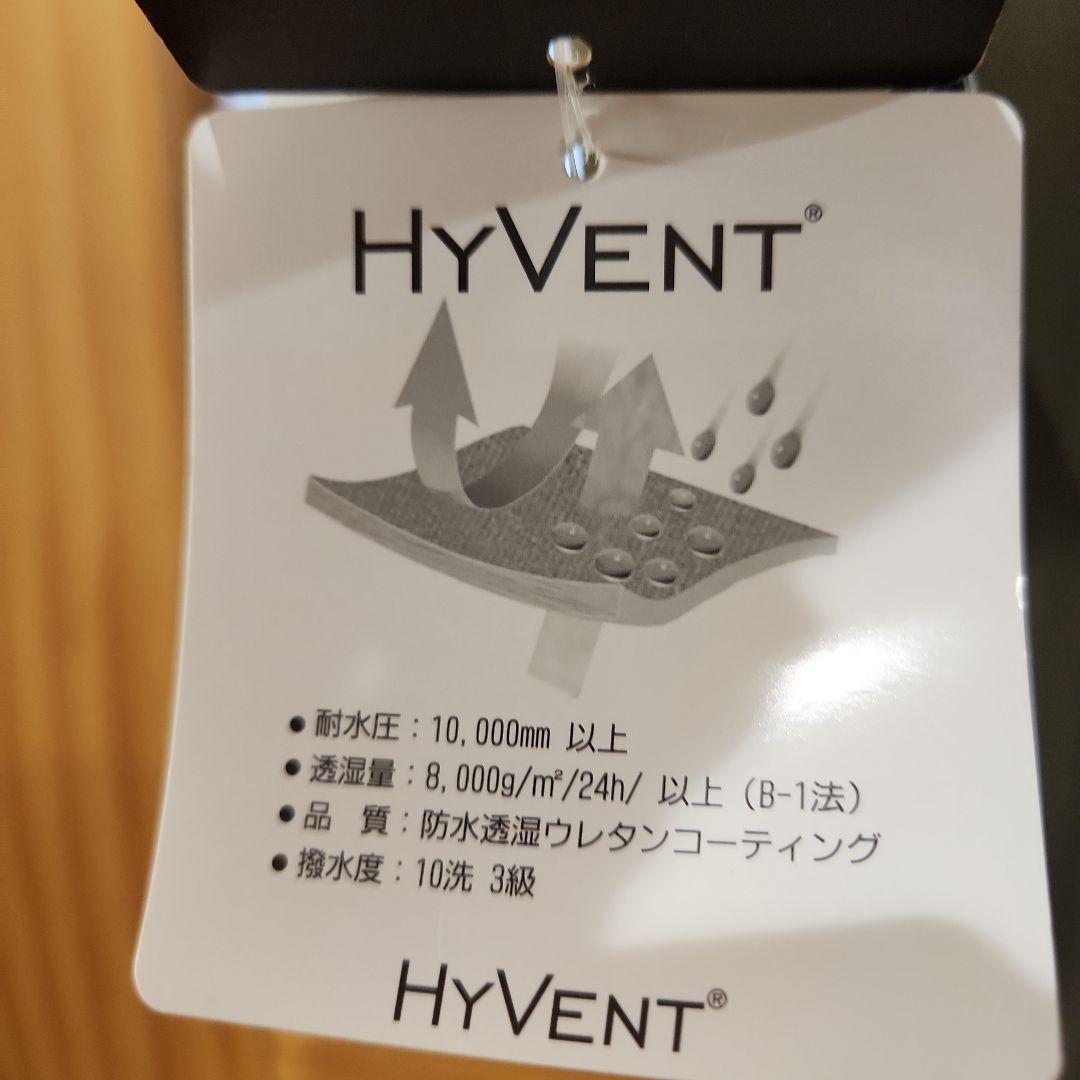 HYVENT®
●耐水圧：10,000㎜ 以上
●透湿量：8,000g/㎡/24h/ 以上（B-1法）
●品　質：防水透湿ウレタンコーティング
●撥水度：10洗 3級
HYVENT®